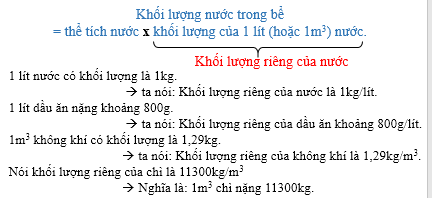 Khối lượng nước trong bể
= thể tích nước x khối lượng của 1 lít (hoặc 1m³) nước.
Khối lượng riêng của nước
1 lít nước có khối lượng là 1kg.
→ ta nói: Khối lượng riêng của nước là 1kg/lít.
1 lít dầu ăn nặng khoảng 800g.
→ ta nói: Khối lượng riêng của dầu ăn khoảng 800g/lít.
1m³ không khí có khối lượng là 1,29kg.
→ ta nói: Khối lượng riêng của không khí là 1,29kg/m³.
Nói khối lượng riêng của chì là 11300kg/m³
→ Nghĩa là: 1m³ chì nặng 11300kg.